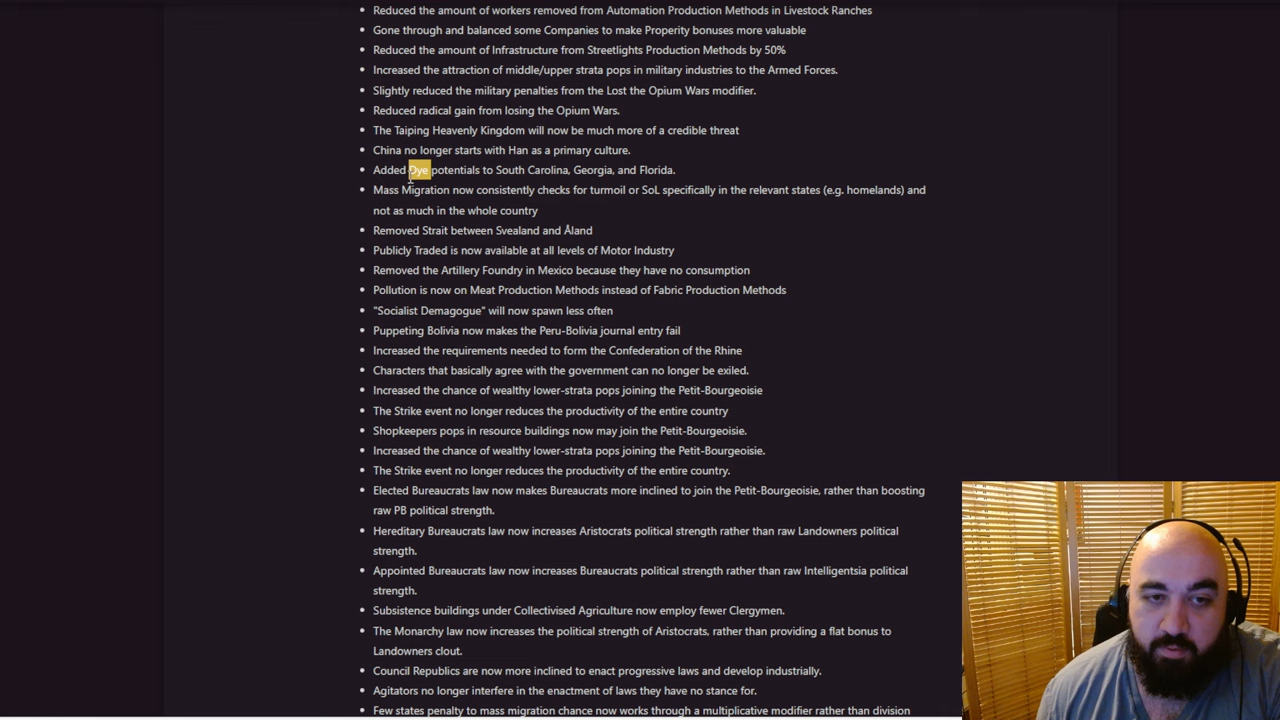 Reduced the amount of workers removed from Automation Production Methods in Livestock Ranches
Gone through and balanced some Companies to make Properity bonuses more valuable
Reduced the amount of Infrastructure from Streetlights Production Methods by 50%
Increased the attraction of middle/upper strata pops in military industries to the Armed Forces.
Slightly reduced the military penalties from the Lost the Opium Wars modifier.
Reduced radical gain from losing the Opium Wars.
The Taiping Heavenly Kingdom will now be much more of a credible threat
China no longer starts with Han as a primary culture.
Added Dye potentials to South Carolina, Georgia, and Florida.
Mass Migration now consistently checks for turmoil or SoL specifically in the relevant states (e.g. homelands) and
not as much in the whole country
Removed Strait between Svealand and Åland
Publicly Traded is now available at all levels of Motor Industry
Removed the Artillery Foundry in Mexico because they have no consumption
Pollution is now on Meat Production Methods instead of Fabric Production Methods
"Socialist Demagogue" will now spawn less often
Puppeting Bolivia now makes the Peru-Bolivia journal entry fail
Increased the requirements needed to form the Confederation of the Rhine
Characters that basically agree with the government can no longer be exiled.
Increased the chance of wealthy lower-strata pops joining the Petit-Bourgeoisie
The Strike event no longer reduces the productivity of the entire country
Shopkeepers pops in resource buildings now may join the Petit-Bourgeoisie.
Increased the chance of wealthy lower-strata pops joining the Petit-Bourgeoisie.
The Strike event no longer reduces the productivity of the entire country.
Elected Bureaucrats law now makes Bureaucrats more inclined to join the Petit-Bourgeoisie, rather than boosting
raw PB political strength.
Hereditary Bureaucrats law now increases Aristocrats political strength rather than raw Landowners political
strength.
Appointed Bureaucrats law now increases Bureaucrats political strength rather than raw Intelligentsia political
strength.
Subsistence buildings under Collectivised Agriculture now employ fewer Clergymen.
The Monarchy law now increases the political strength of Aristocrats, rather than providing a flat bonus to
Landowners clout.
Council Republics are now more inclined to enact progressive laws and develop industrially.
Agitators no longer interfere in the enactment of laws they have no stance for.
Few states penalty to mass migration chance now works through a multiplicative modifier rather than division